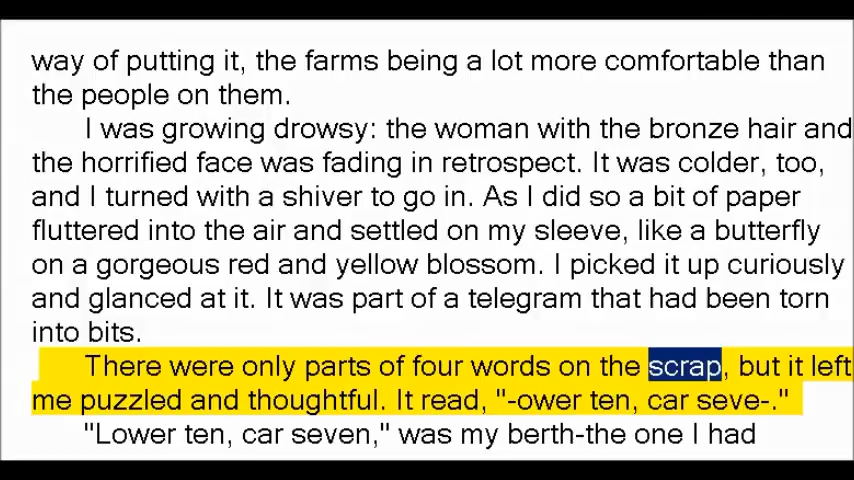 way of putting it, the farms being a lot more comfortable than
the people on them.
I was growing drowsy: the woman with the bronze hair and
the horrified face was fading in retrospect. It was colder, too,
and I turned with a shiver to go in. As I did so a bit of paper
fluttered into the air and settled on my sleeve, like a butterfly
on a gorgeous red and yellow blossom. I picked it up curiously
and glanced at it. It was part of a telegram that had been torn
into bits.
There were only parts of four words on the scrap, but it left
me puzzled and thoughtful. It read, "-ower ten, car seve-."
"Lower ten, car seven," was my berth-the one I had